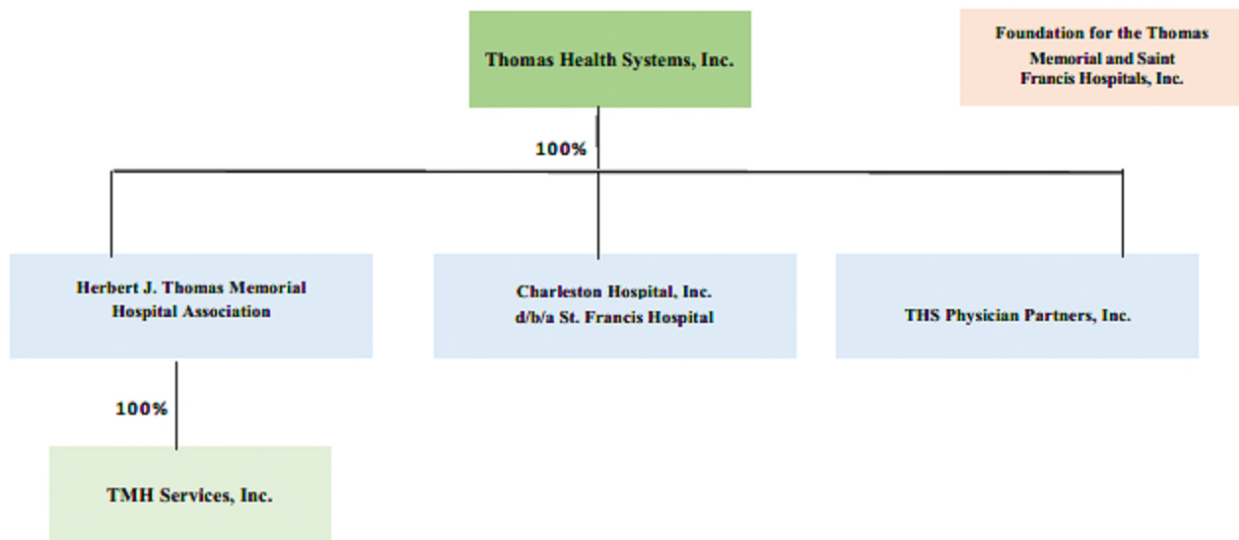 Thomas Health Systems, Inc.
Foundation for the Thomas
Memorial and Saint
Francis Hospitals, Inc.
100%
Herbert J. Thomas Memorial
Hospital Association
Charleston Hospital, Inc.
d/b/a St. Francis Hospital
THS Physician Partners, Inc.
100%
TMH Services, Inc.